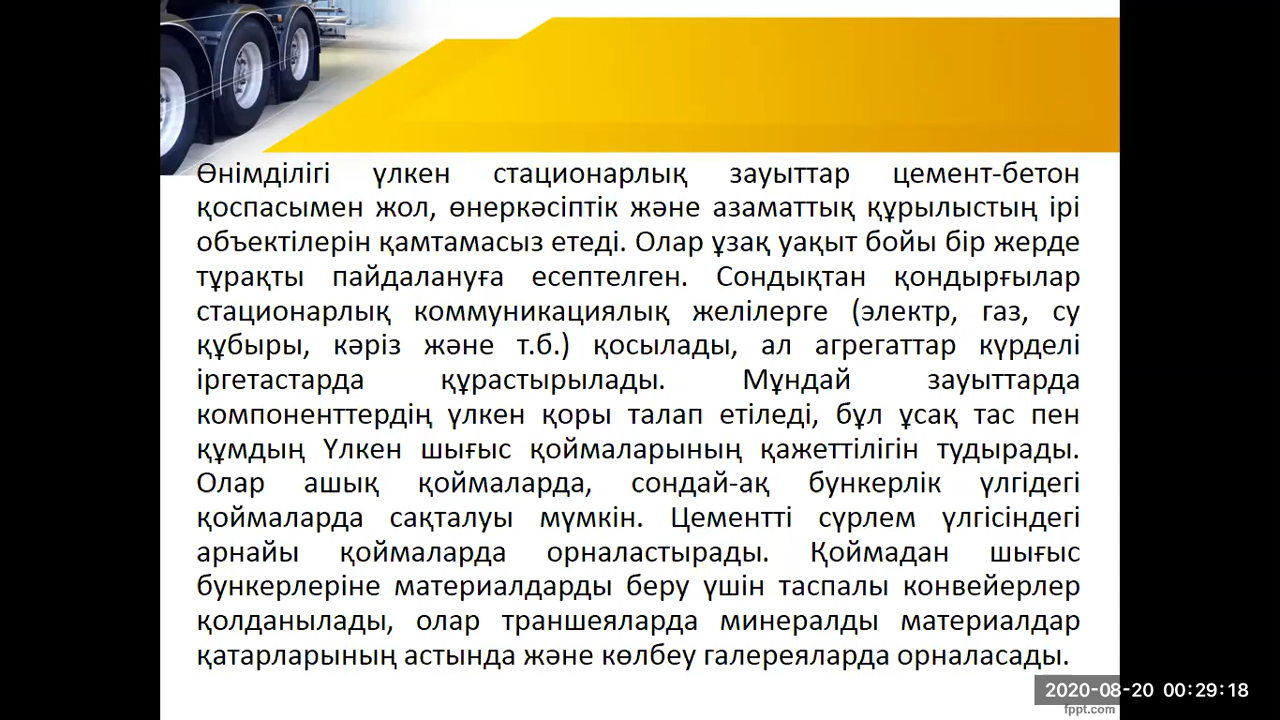 Өнімділігі үлкен стационарлық зауыттар цемент-бетон
қоспасымен жол, өнеркәсіптік және азаматтық құрылыстың ірі
объектілерін қамтамасыз етеді. Олар ұзақ уақыт бойы бір жерде
тұрақты пайдалануға есептелген. Сондықтан қондырғылар
стационарлық коммуникациялық желілерге (электр, газ, су
құбыры, кәріз және т.б.) қосылады, ал агрегаттар күрделі
іргетастарда құрастырылады. Мұндай зауыттарда
компоненттердің үлкен қоры талап етіледі, бұл ұсақ тас пен
құмдың Үлкен шығыс қоймаларының қажеттілігін тудырады.
Олар ашық қоймаларда, сондай-ақ бункерлік үлгідегі
қоймаларда сақталуы мүмкін. Цементті сүрлем үлгісіндегі
арнайы қоймаларда орналастырады. Қоймадан шығыс
бункерлеріне материалдарды беру үшін таспалы конвейерлер
қолданылады, олар траншеяларда минералды материалдар
қатарларының астында және көлбеу галереяларда орналасады.
2020-08-20 00:29:18
fppt.com